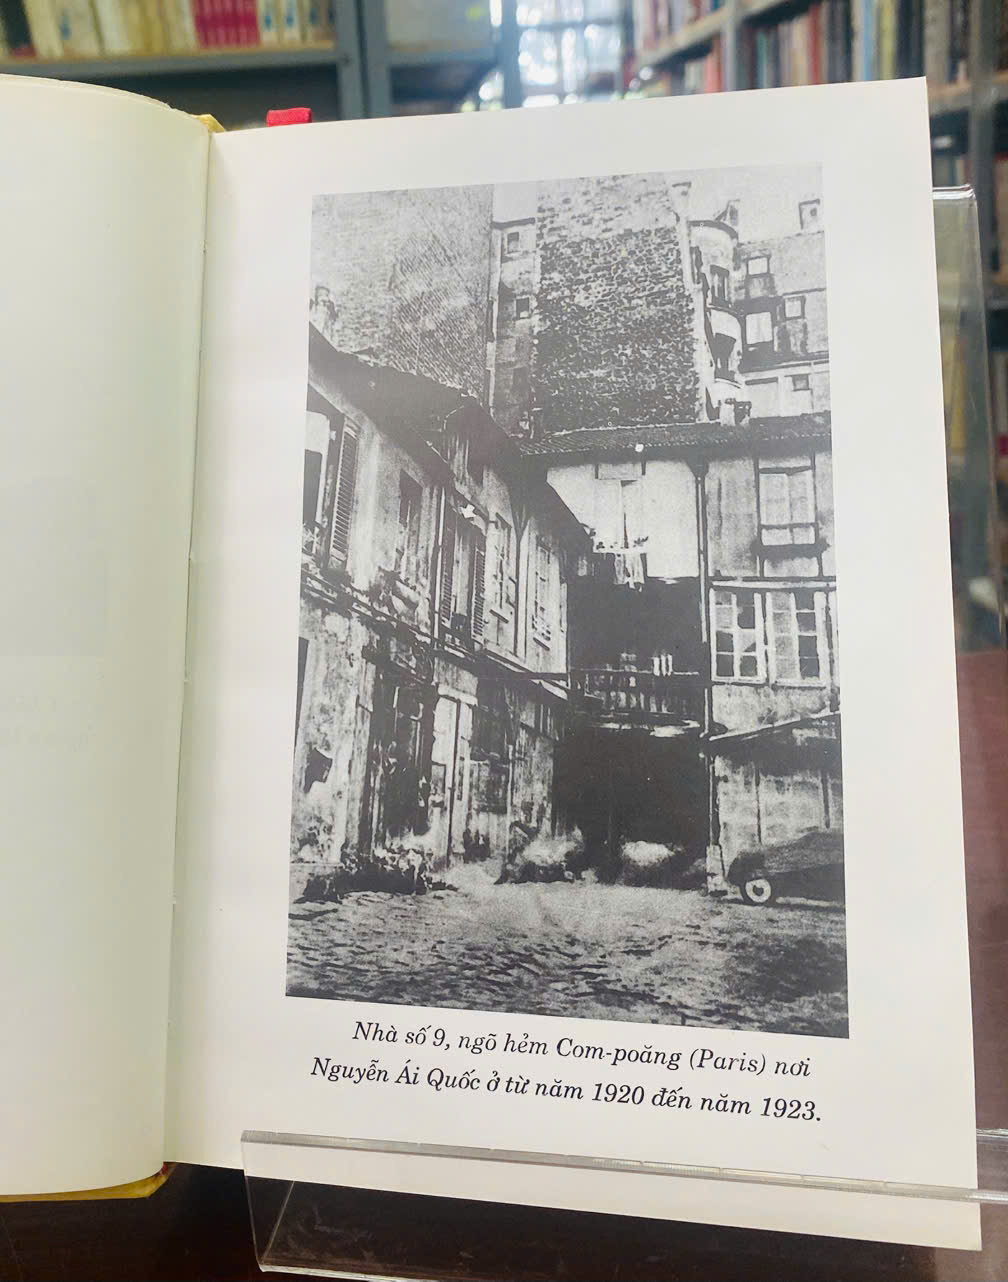 Nhà số 9, ngõ hẻm Com-poăng (Paris) nơi
Nguyễn Ái Quốc ở từ năm 1920 đến năm 1923.